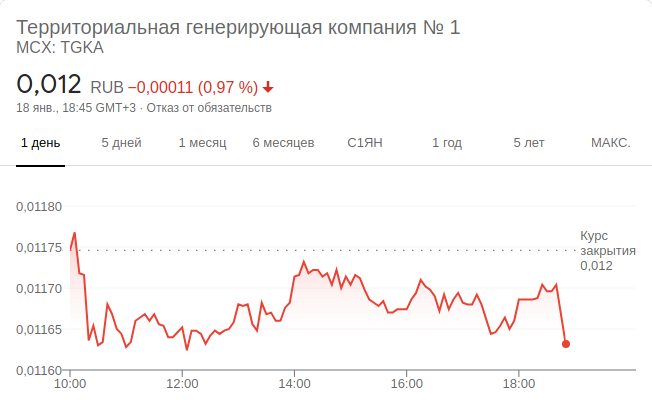 Территориальная генерирующая компания № 1
MCX: TGKA
0,012 RUB −0,00011 (0,97 %)
18 янв., 18:45 GMT+3 · Отказ от обязательств
1 день 5 дней 1 месяц 6 месяцев С1ЯН 1 год 5 лет МАКС.
0,01180
0,01175
0,01170
0,01165
0,01160
Курс
закрытия
0,012
10:00 12:00 14:00 16:00 18:00